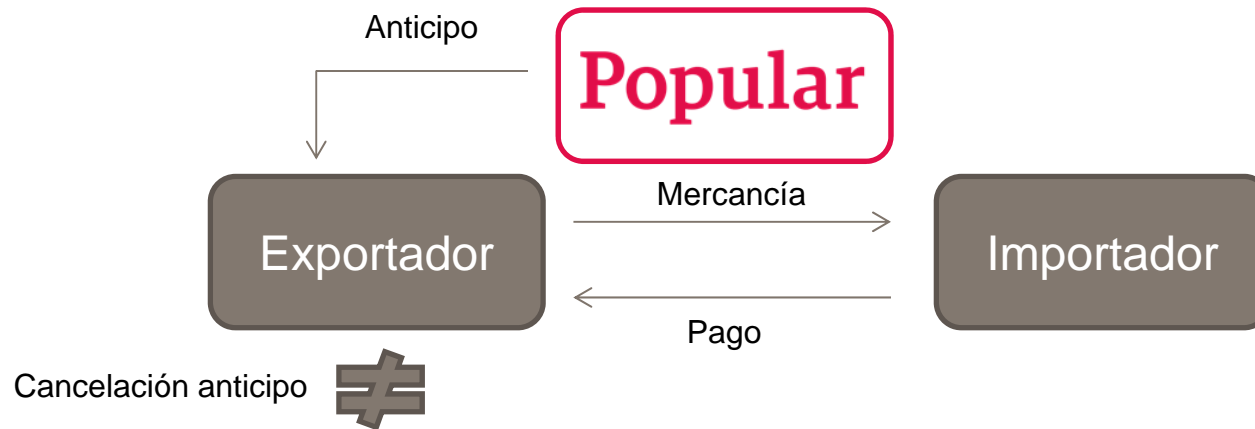 Anticipo
Popular
Mercancía
Exportador
Importador
Pago
Cancelación anticipo
≠